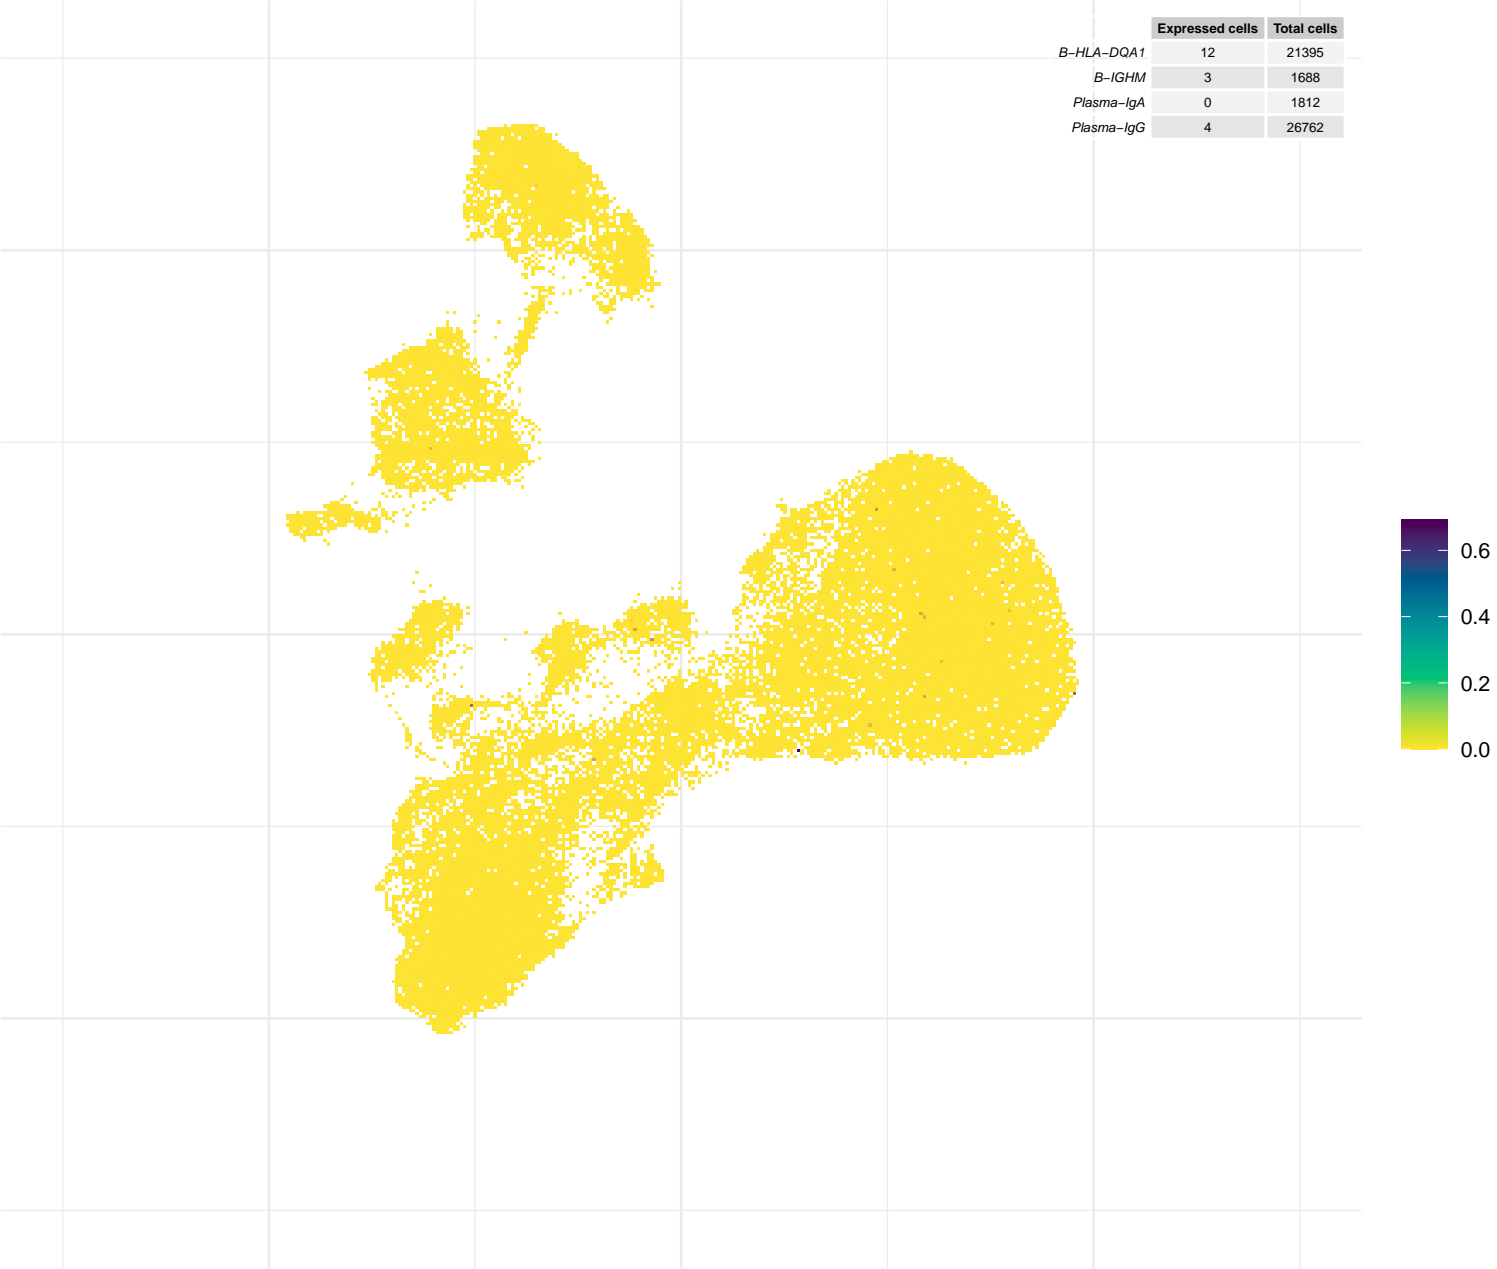 Expressed cells Total cells
B−HLA−DQA1 12 21395
B−IGHM 3 1688
Plasma−IgA 0 1812
Plasma−IgG 4 26762
0.6
0.4
0.2
0.0